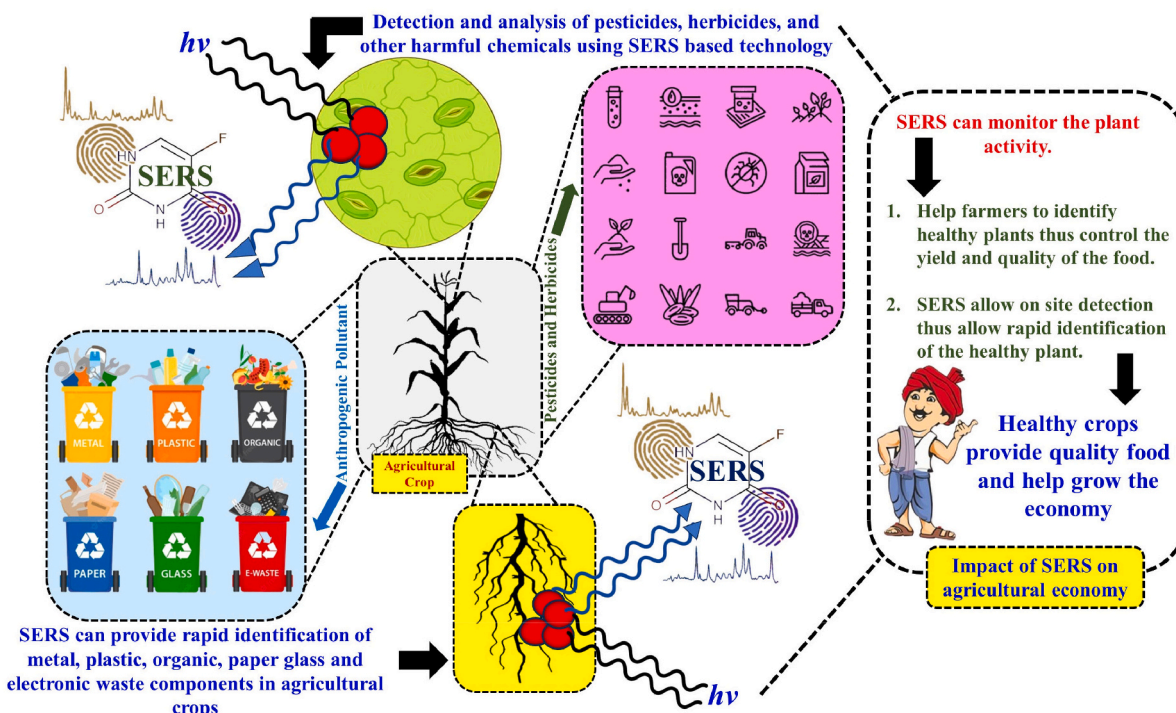 Detection and analysis of pesticides, herbicides, and
other harmful chemicals using SERS based technology
hν
F
HN
SERS
O
N
H
O
Pesticides and Herbicides
SERS can monitor the plant
activity.
1. Help farmers to identify
healthy plants thus control the
yield and quality of the food.
2. SERS allow on site detection
thus allow rapid identification
of the healthy plant.
Healthy crops
provide quality food
and help grow the
economy
Impact of SERS on
agricultural economy
Anthropogenic Pollutant
METAL
PLASTIC
ORGANIC
PAPER
GLASS
E-WASTE
Agricultural
Crop
F
HN
SERS
O
N
H
O
SERS can provide rapid identification of
metal, plastic, organic, paper glass and
electronic waste components in agricultural
crops
hν